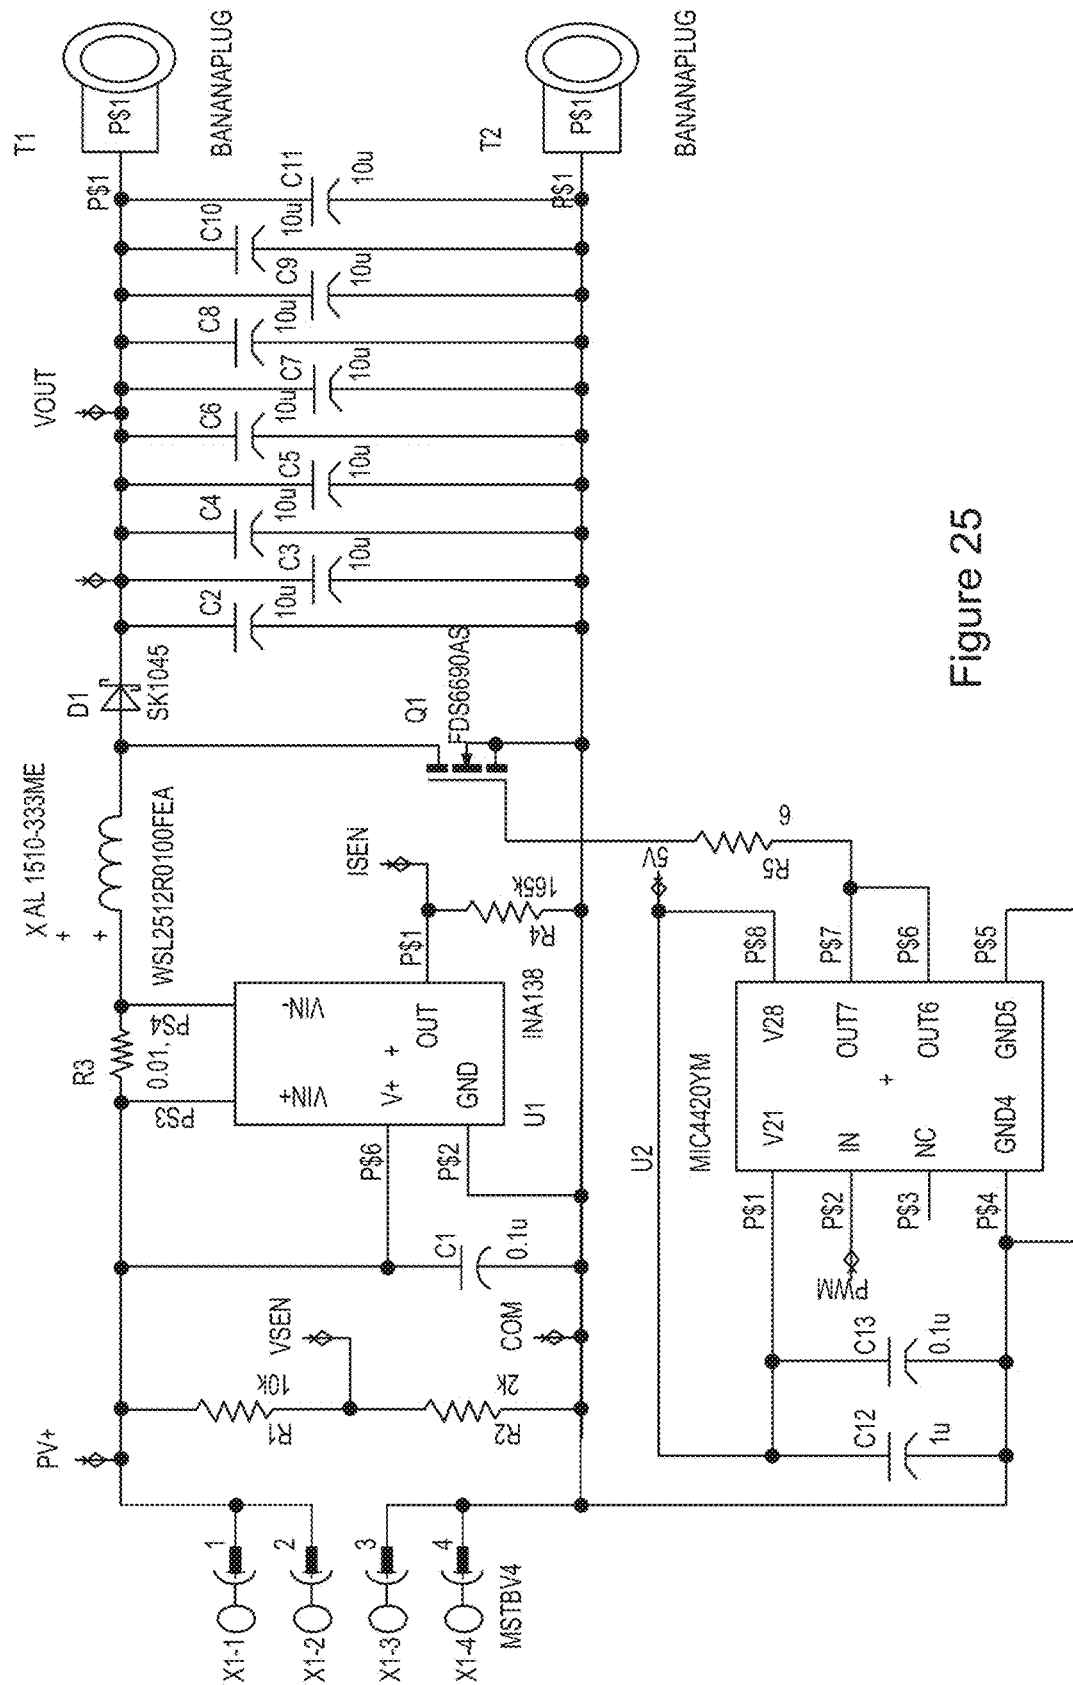 T1
P$1
P$1
BANANAPLUG
T2
P$1
P$1
BANANAPLUG
VOUT
C2
10u
C3
10u
C4
10u
C5
10u
C6
10u
C7
10u
C8
10u
C9
10u
C10
10u
C11
10u
D1
SK1045
Q1
FDS6690AS
X AL 1510-333ME
+ +
WSL2512R0100FEA
R3
0.01,
PS4
PS3
VIN-
VIN+
V+ +
OUT
GND
INA138
U1
P$1
P$6
P$2
ISEN
165k
R4
C1
0.1u
VSEN
COM
10k
R1
2k
R2
PV+
X1-1
1
X1-2
2
X1-3
3
X1-4
4
MSTBV4
5V
6
R5
U2
MIC4420YM
P$8
P$7
P$6
P$5
V28
OUT7
OUT6
GND5
+
V21
IN
NC
GND4
P$1
P$2
P$3
P$4
PWM
C13
0.1u
C12
1u
Figure 25